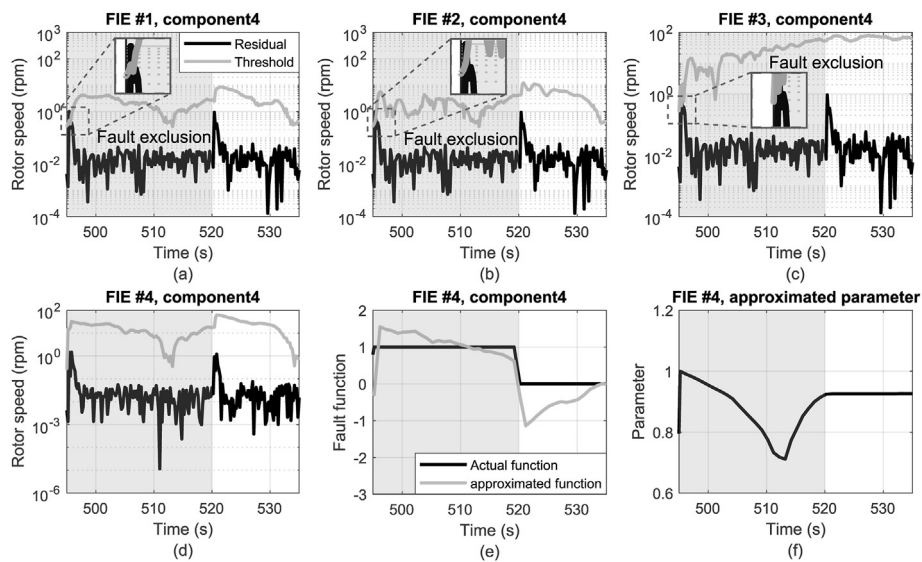 FIE #1, component4
Rotor speed (rpm)
10^3
10^2
10^0
10^-2
10^-4
Residual
Threshold
Fault exclusion
500 510 520 530
Time (s)
(a)
FIE #2, component4
Rotor speed (rpm)
10^3
10^2
10^0
10^-2
10^-4
Fault exclusion
500 510 520 530
Time (s)
(b)
FIE #3, component4
Rotor speed (rpm)
10^2
10^0
10^-2
10^-4
Fault exclusion
500 510 520 530
Time (s)
(c)
FIE #4, component4
Rotor speed (rpm)
10^2
10^0
10^-3
10^-6
500 510 520 530
Time (s)
(d)
FIE #4, component4
Fault function
2
1
0
-1
-2
-3
Actual function
approximated function
500 510 520 530
Time (s)
(e)
FIE #4, approximated parameter
Parameter
1.2
1
0.8
0.6
500 510 520 530
Time (s)
(f)